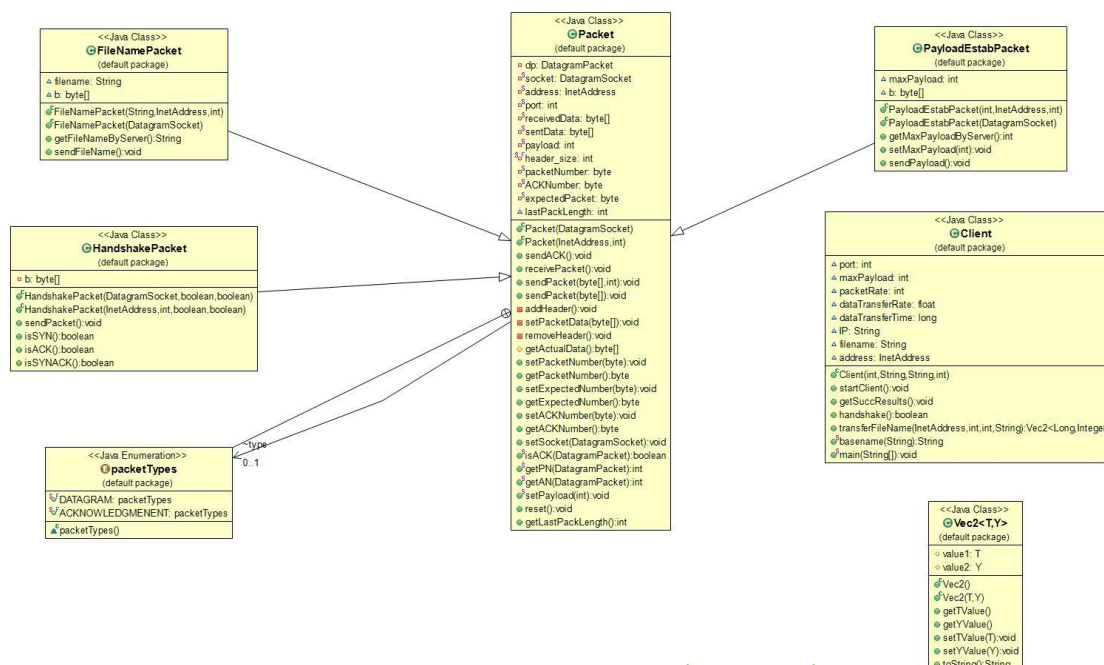 <<Java Class>>
FileNamePacket
(default package)
filename: String
b: byte[]
FileNamePacket(String,InetAddress,int)
FileNamePacket(DatagramSocket)
getFileNameByServer():String
sendFileName():void
<<Java Class>>
HandshakePacket
(default package)
b: byte[]
HandshakePacket(DatagramSocket,boolean,boolean)
HandshakePacket(InetAddress,int,boolean,boolean)
sendPacket():void
isSYN():boolean
isACK():boolean
isSYNACK():boolean
~type
0..1
<<Java Enumeration>>
packetTypes
(default package)
DATAGRAM: packetTypes
ACKNOWLEDGMENENT: packetTypes
packetTypes()
<<Java Class>>
Packet
(default package)
dp: DatagramPacket
socket: DatagramSocket
address: InetAddress
port: int
receivedData: byte[]
sentData: byte[]
payload: int
header_size: int
packetNumber: byte
ACKNumber: byte
expectedPacket: byte
lastPackLength: int
Packet(DatagramSocket)
Packet(InetAddress,int)
sendACK():void
receivePacket():void
sendPacket(byte[],int):void
sendPacket(byte[]):void
addHeader():void
setPacketData(byte[]):void
removeHeader():void
getActualData():byte[]
setPacketNumber(byte):void
getPacketNumber():byte
setExpectedNumber(byte):void
getExpectedNumber():byte
setACKNumber(byte):void
getACKNumber():byte
setSocket(DatagramSocket):void
isACK(DatagramPacket):boolean
getPN(DatagramPacket):int
getAN(DatagramPacket):int
setPayload(int):void
reset():void
getLastPackLength():int
<<Java Class>>
PayloadEstabPacket
(default package)
maxPayload: int
b: byte[]
PayloadEstabPacket(int,InetAddress,int)
PayloadEstabPacket(DatagramSocket)
getMaxPayloadByServer():int
setMaxPayload(int):void
sendPayload():void
<<Java Class>>
Client
(default package)
port: int
maxPayload: int
packetRate: int
dataTransferRate: float
dataTransferTime: long
IP: String
filename: String
address: InetAddress
Client(int,String,String,int)
startClient():void
getSuccResults():void
handshake():boolean
transferFileName(InetAddress,int,int,String):Vec2<Long,Integer
basename(String):String
main(String[]):void
<<Java Class>>
Vec2<T,Y>
(default package)
value1: T
value2: Y
Vec2()
Vec2(T,Y)
getTValue()
getYValue()
setTValue(T):void
setYValue(Y):void
toString():String